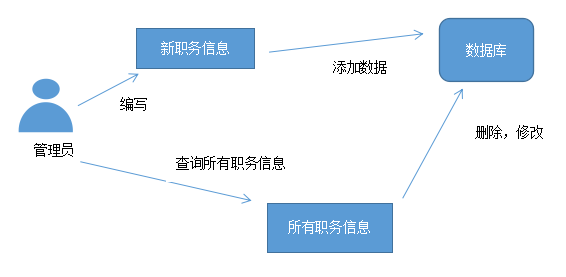 新职务信息
数据库
添加数据
编写
管理员
删除，修改
查询所有职务信息
所有职务信息